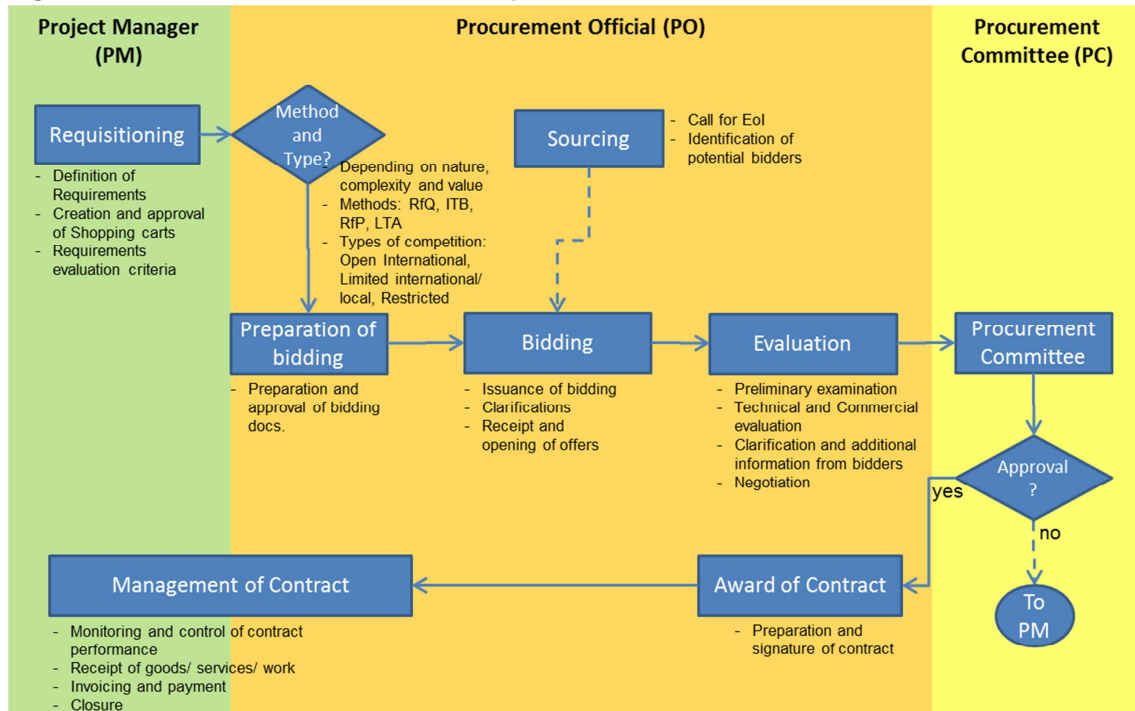 Project Manager
(PM)
Procurement Official (PO)
Procurement
Committee (PC)
Requisitioning
- Definition of
Requirements
- Creation and approval
of Shopping carts
- Requirements
evaluation criteria
Method
and
Type?
- Depending on nature,
complexity and value
- Methods: RfQ, ITB,
RfP, LTA
- Types of competition:
Open International,
Limited international/
local, Restricted
Sourcing
- Call for EoI
- Identification of
potential bidders
Preparation of
bidding
- Preparation and
approval of bidding
docs.
Bidding
- Issuance of bidding
- Clarifications
- Receipt and
opening of offers
Evaluation
- Preliminary examination
- Technical and Commercial
evaluation
- Clarification and additional
information from bidders
- Negotiation
Procurement
Committee
Approval
?
yes
no
To
PM
Award of Contract
- Preparation and
signature of contract
Management of Contract
- Monitoring and control of contract
performance
- Receipt of goods/ services/ work
- Invoicing and payment
- Closure